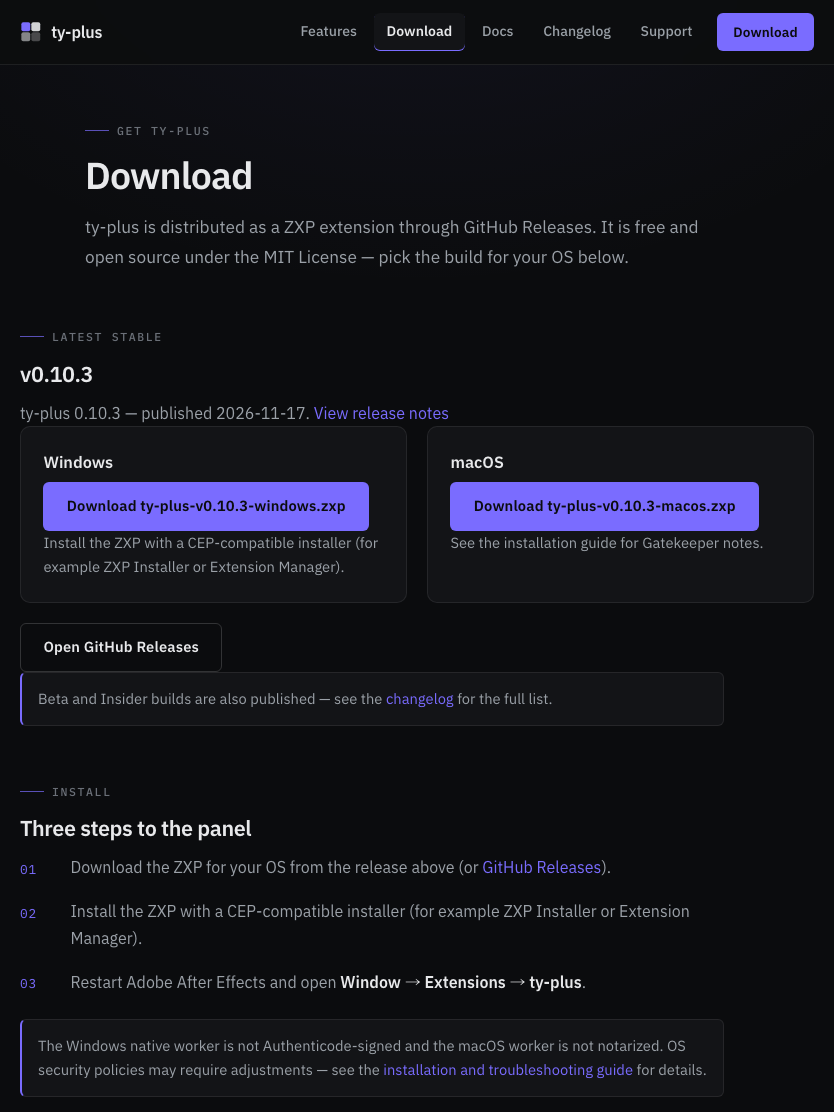 ty-plus
Features
Download
Docs
Changelog
Support
Download
GET TY-PLUS
Download
ty-plus is distributed as a ZXP extension through GitHub Releases. It is free and
open source under the MIT License — pick the build for your OS below.
LATEST STABLE
v0.10.3
ty-plus 0.10.3 — published 2026-11-17. View release notes
Windows
Download ty-plus-v0.10.3-windows.zxp
Install the ZXP with a CEP-compatible installer (for
example ZXP Installer or Extension Manager).
macOS
Download ty-plus-v0.10.3-macos.zxp
See the installation guide for Gatekeeper notes.
Open GitHub Releases
Beta and Insider builds are also published — see the changelog for the full list.
INSTALL
Three steps to the panel
01 Download the ZXP for your OS from the release above (or GitHub Releases).
02 Install the ZXP with a CEP-compatible installer (for example ZXP Installer or Extension
Manager).
03 Restart Adobe After Effects and open Window → Extensions → ty-plus.
The Windows native worker is not Authenticode-signed and the macOS worker is not notarized. OS
security policies may require adjustments — see the installation and troubleshooting guide for details.